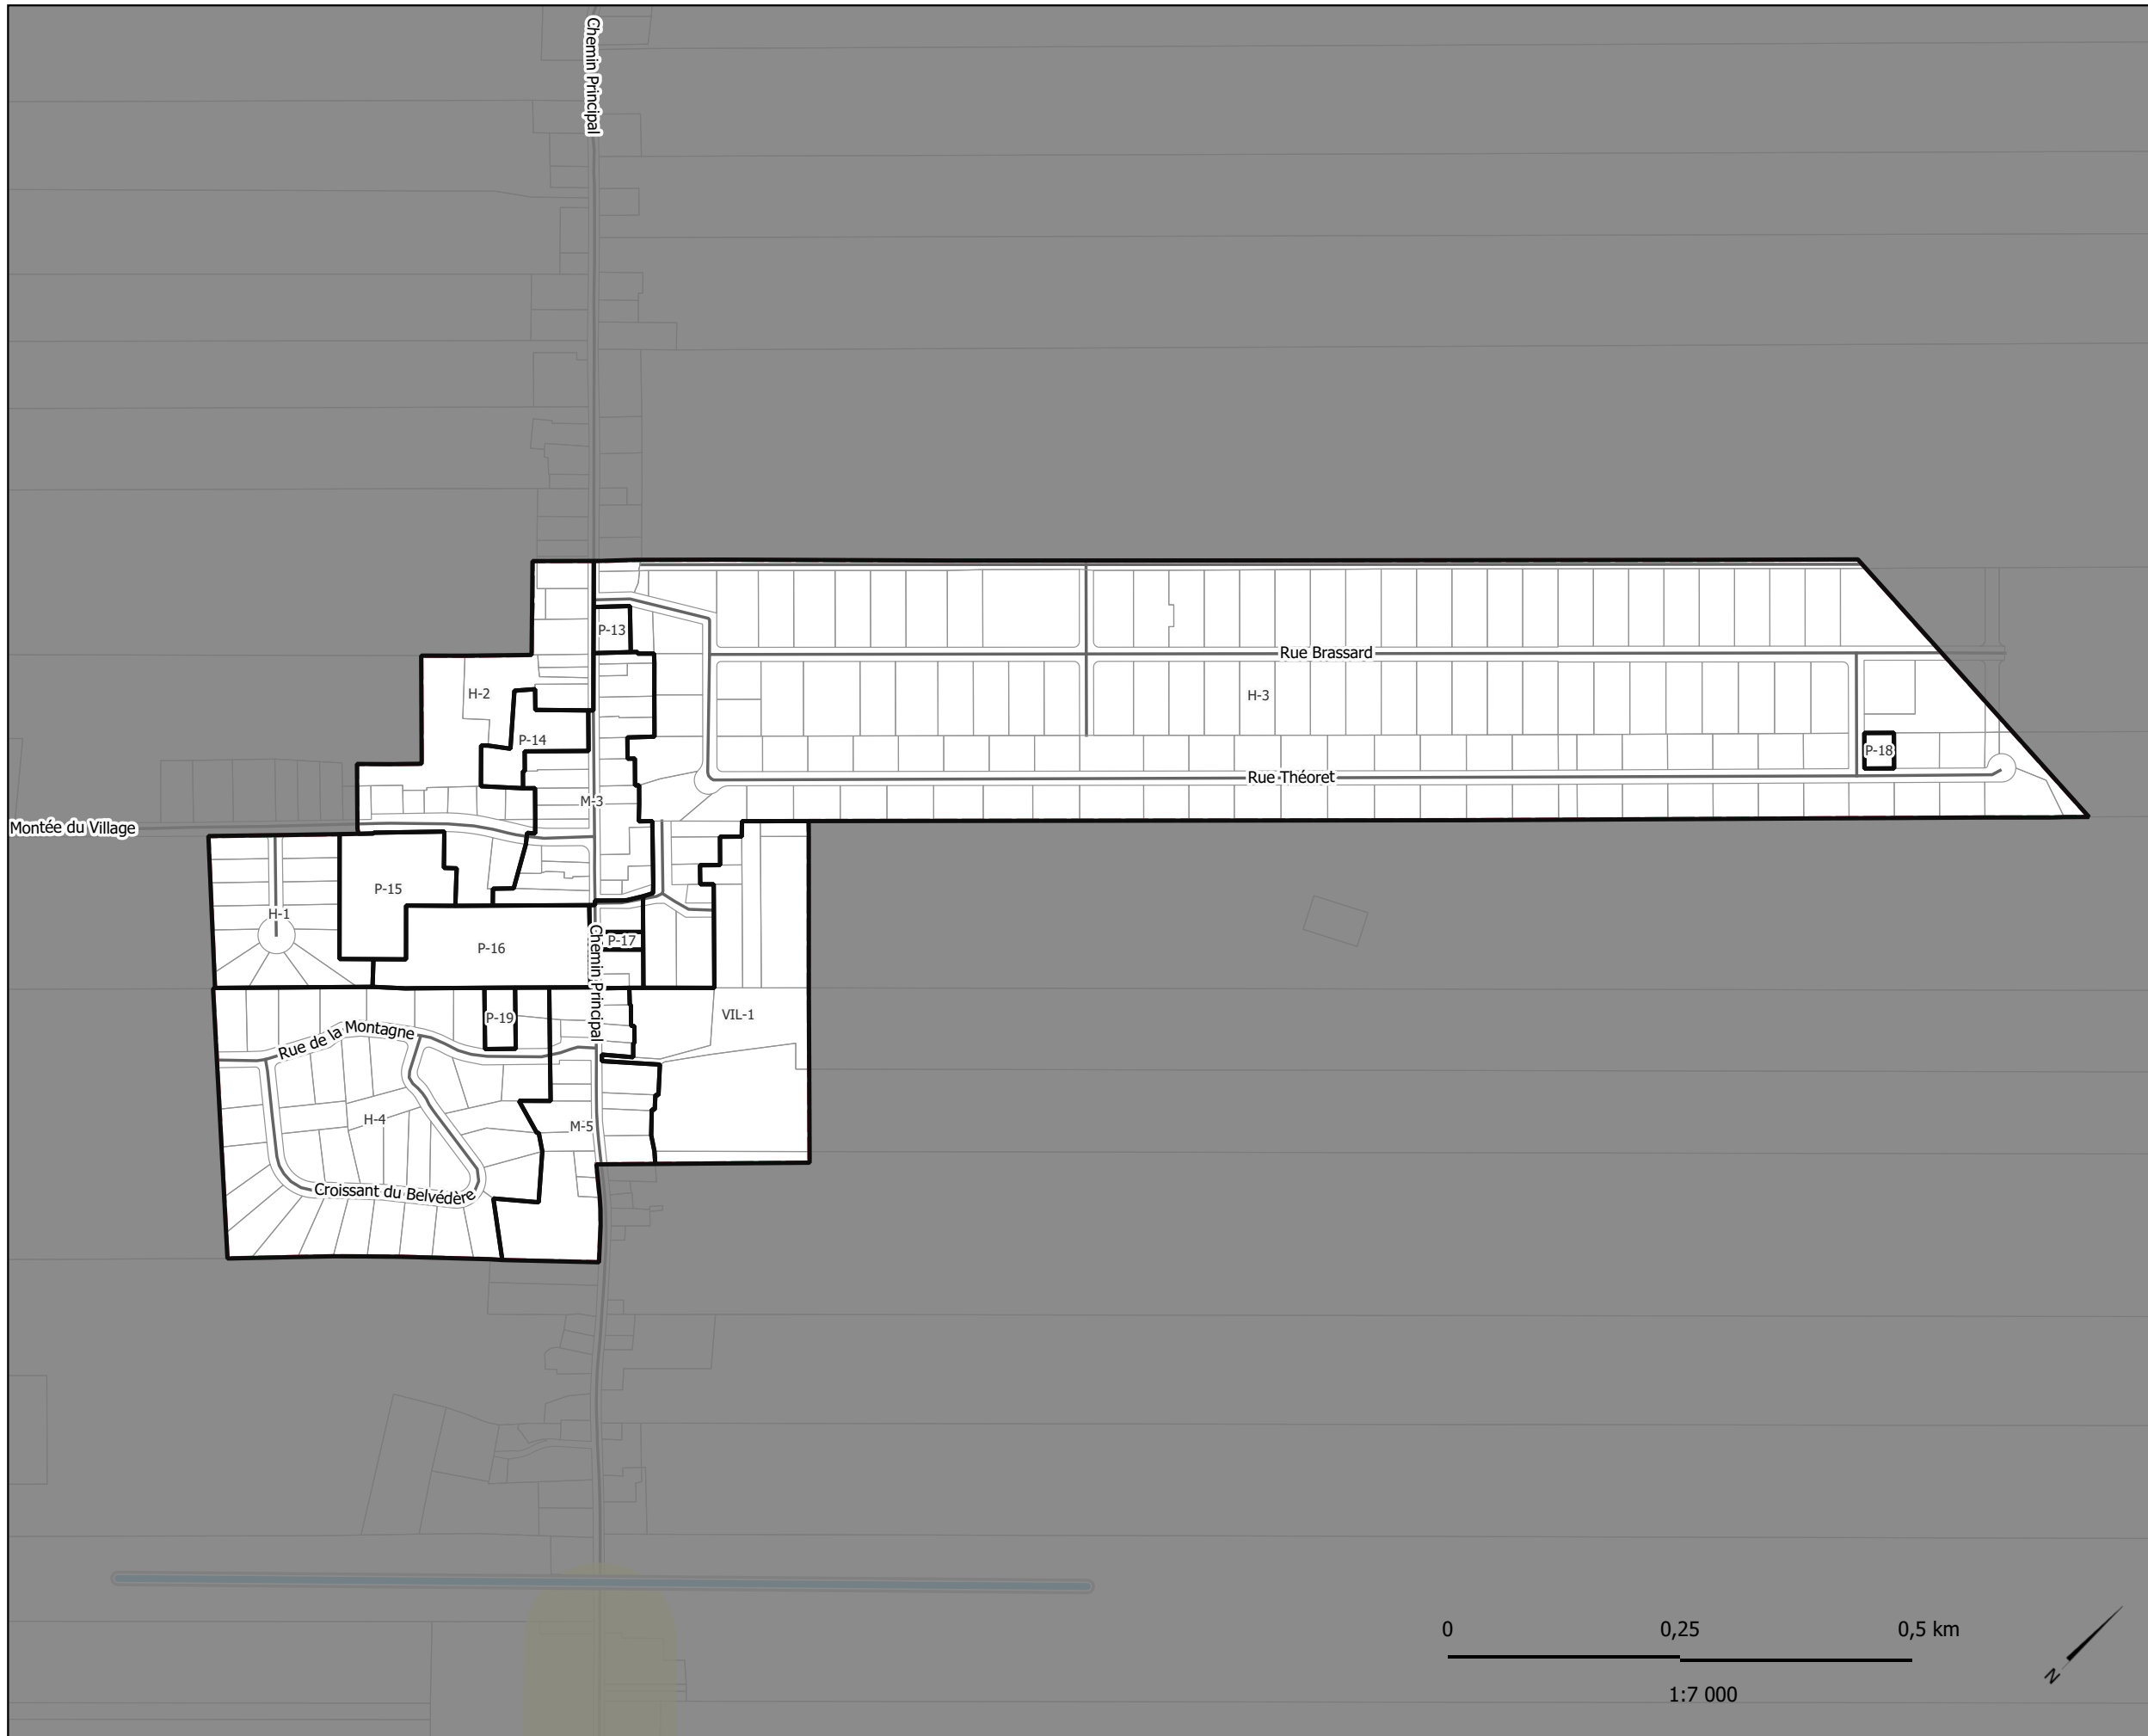 Chemin Principal
P-13
Rue Brassard
H-2
H-3
P-14
P-18
Rue Théoret
M-3
Montée du Village
P-15
H-1
P-16
P-17
Chemin Principal
P-19
VIL-1
Rue de la Montagne
H-4
M-5
Croissant du Belvédère
0 0,25 0,5 km
1:7 000
N